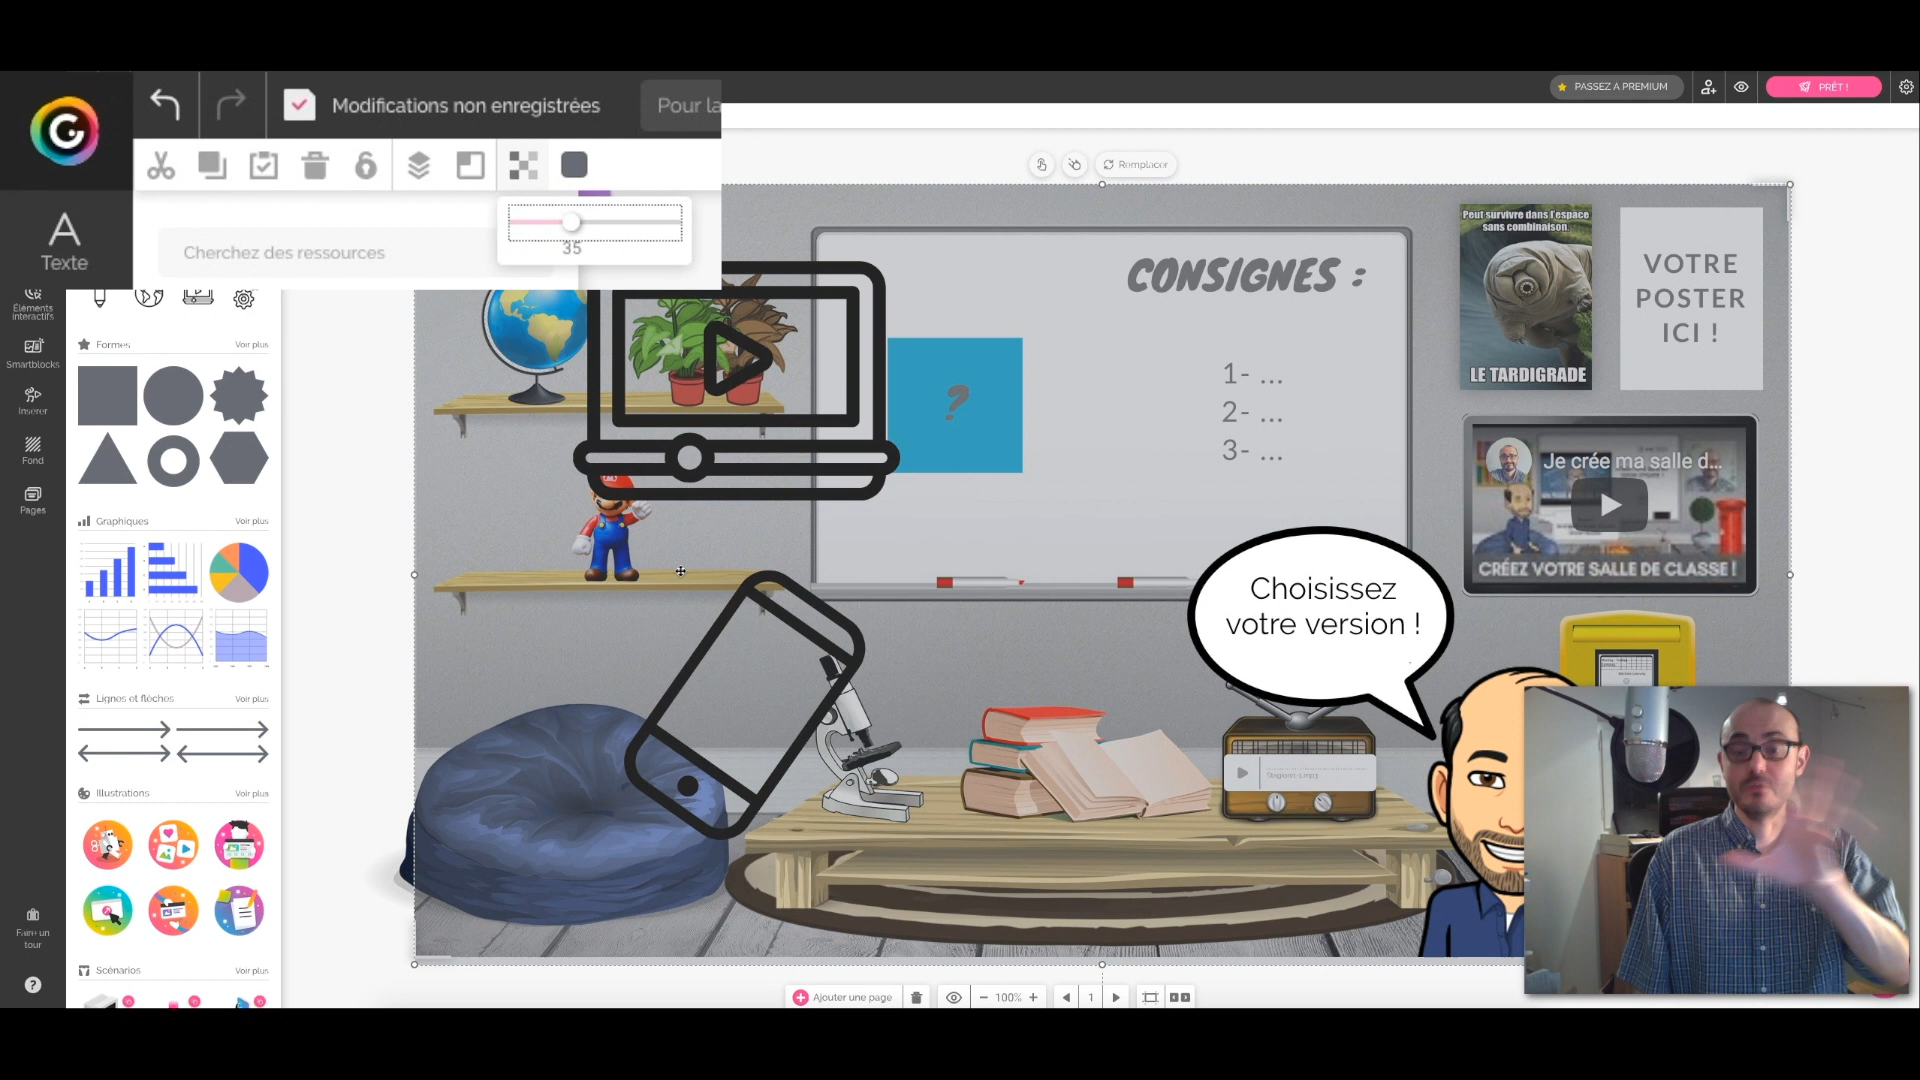 Modifications non enregistrées
Pour la
PASSEZ A PREMIUM
PRÊT !
A
Texte
Cherchez des ressources
35
Remplacer
Éléments
interactifs
Smartblocks
Insérer
Fond
Pages
Faire un
tour
?
Formes
Voir plus
Graphiques
Voir plus
Lignes et flèches
Voir plus
Illustrations
Voir plus
Scénarios
Voir plus
CONSIGNES :
?
1- ...
2- ...
3- ...
Peut survivre dans l'espace
sans combinaison.
LE TARDIGRADE
VOTRE
POSTER
ICI !
Je crée ma salle d...
CRÉEZ VOTRE SALLE DE CLASSE !
Choisissez
votre version !
Ajouter une page
100%
1